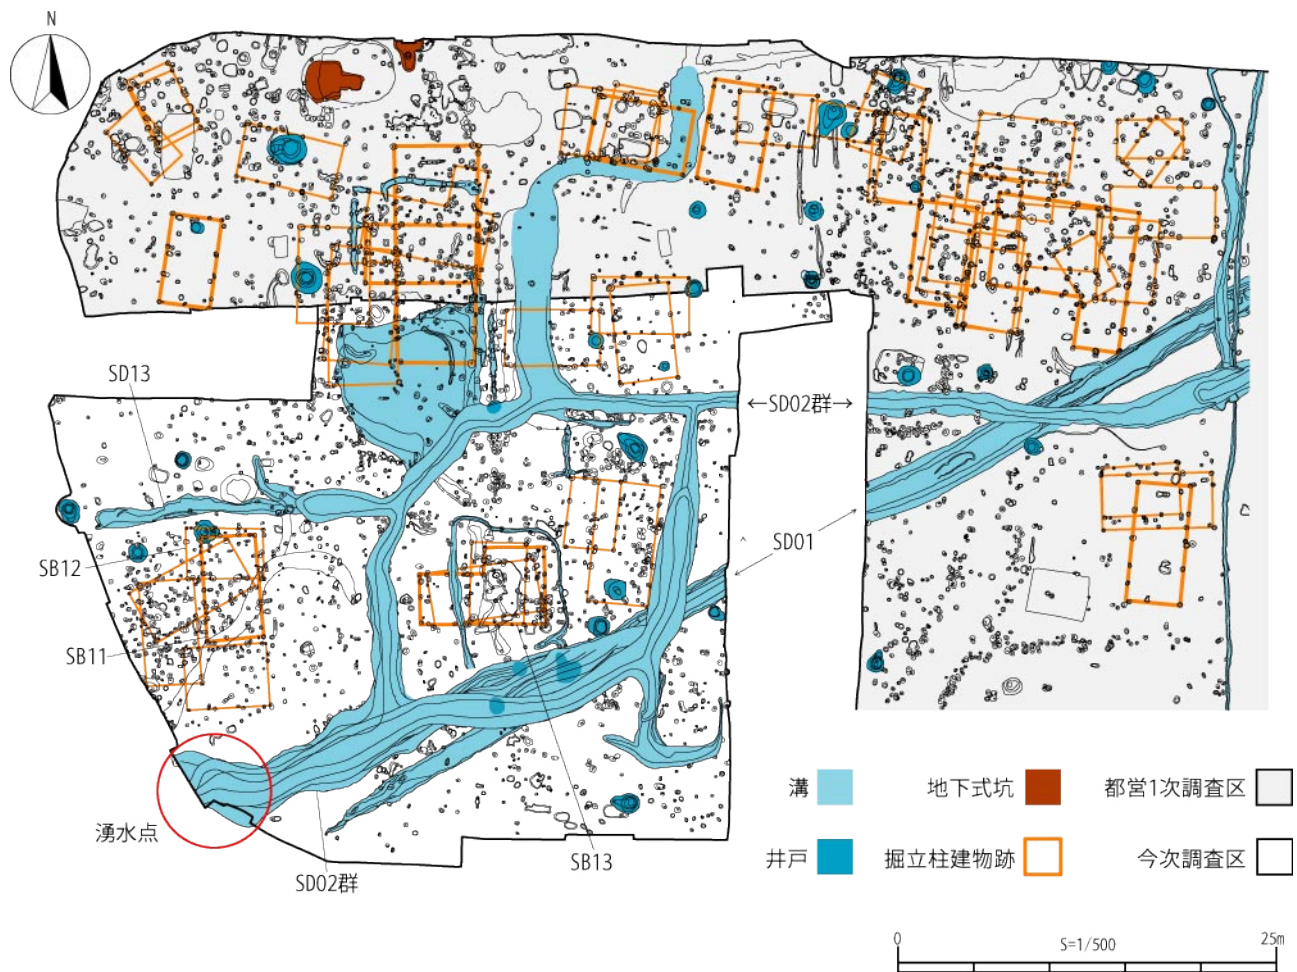 N
SD13
←SD02群→
SD01
SB12
SB11
湧水点
SD02群
SB13
溝
地下式坑
都営1次調査区
井戸
掘立柱建物跡
今次調査区
0
S=1/500
25m